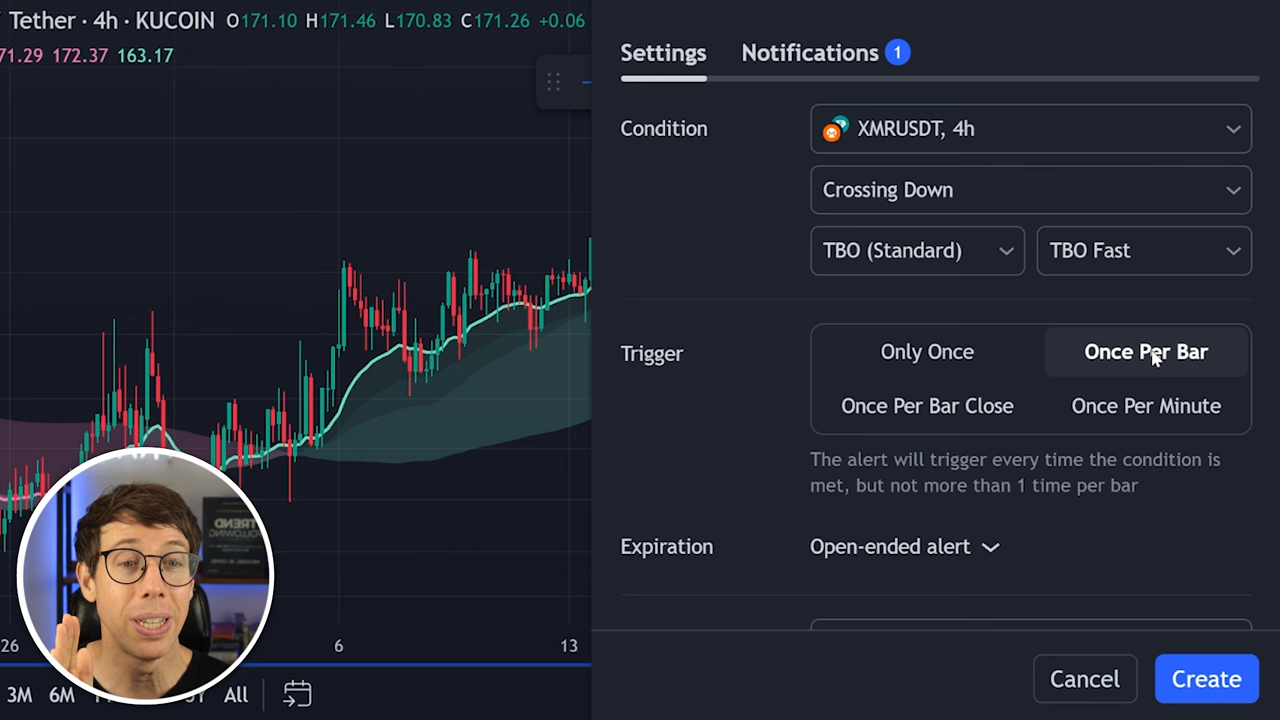 Tether · 4h · KUCOIN O171.10 H171.46 L170.83 C171.26 +0.06
71.29 172.37 163.17
26 6 13
3M 6M All
Settings Notifications 1
Condition XMRUSDT, 4h
Crossing Down
TBO (Standard) TBO Fast
Trigger Only Once Once Per Bar
Once Per Bar Close Once Per Minute
The alert will trigger every time the condition is
met, but not more than 1 time per bar
Expiration Open-ended alert
Cancel Create
TREND
FOLLOWING